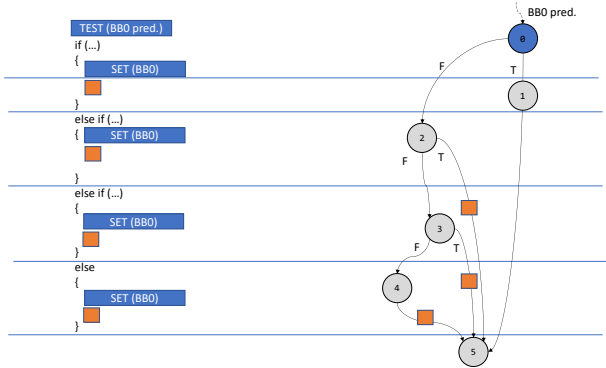 TEST (BB0 pred.)
if (…)
{
SET (BB0)
}
else if (…)
{
SET (BB0)
}
else if (…)
{
SET (BB0)
}
else
{
SET (BB0)
}
BB0 pred.
0
F
T
1
2
F
T
3
F
T
4
5